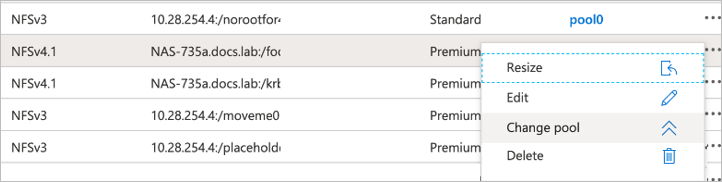 NFSv3 10.28.254.4:/norootfor Standard pool0 ...
NFSv4.1 NAS-735a.docs.lab:/foo Premium ...
Resize
NFSv4.1 NAS-735a.docs.lab:/krb Premium
Edit
NFSv3 10.28.254.4:/moveme0 Premium
Change pool
NFSv3 10.28.254.4:/placehold Premium
Delete